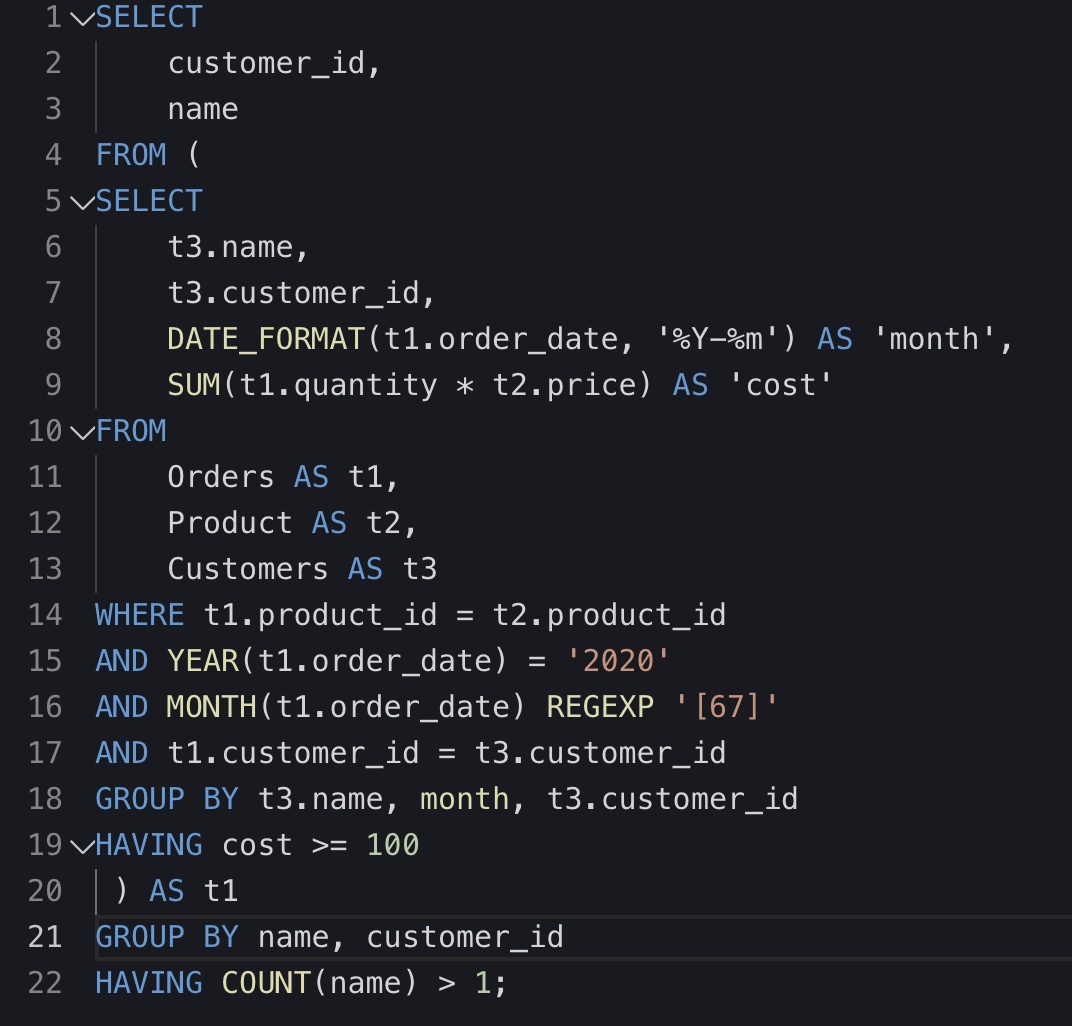 1 SELECT
2 customer_id,
3 name
4 FROM (
5 SELECT
6 t3.name,
7 t3.customer_id,
8 DATE_FORMAT(t1.order_date, '%Y-%m') AS 'month',
9 SUM(t1.quantity * t2.price) AS 'cost'
10 FROM
11 Orders AS t1,
12 Product AS t2,
13 Customers AS t3
14 WHERE t1.product_id = t2.product_id
15 AND YEAR(t1.order_date) = '2020'
16 AND MONTH(t1.order_date) REGEXP '[67]'
17 AND t1.customer_id = t3.customer_id
18 GROUP BY t3.name, month, t3.customer_id
19 HAVING cost >= 100
20 ) AS t1
21 GROUP BY name, customer_id
22 HAVING COUNT(name) > 1;